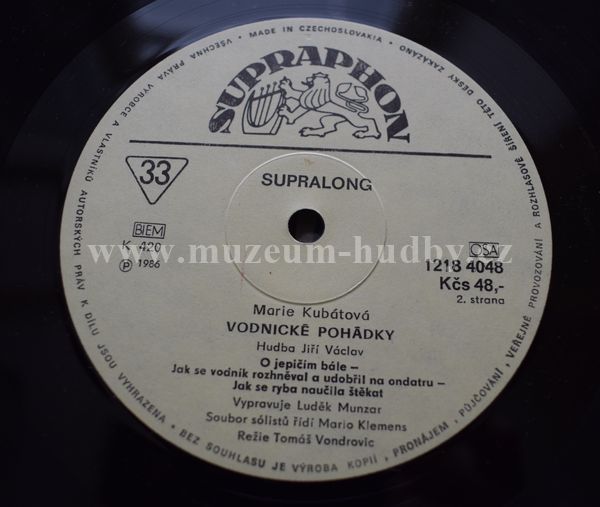 VŠECHNA PRÁVA VÝROBCE A VLASTNÍKŮ AUTORSKÝCH PRÁV K DÍLU JSOU VYHRAZENA • BEZ SOUHLASU JE VÝROBA KOPIÍ, PRONÁJEM, PŮJČOVÁNÍ, VEŘEJNÉ PROVOZOVÁNÍ A ROZHLASOVÉ ŠÍŘENÍ TÉTO DESKY ZAKÁZÁNO • MADE IN CZECHOSLOVAKIA •
SUPRAPHON
33
SUPRALONG
BIEM
K 420
Ⓟ 1986
OSA
1218 4048
Kčs 48,-
2. strana
www.muzeum-hudby.cz
Marie Kubátová
VODNICKÉ POHÁDKY
Hudba Jiří Václav
O jepičím bále –
Jak se vodník rozhněval a udobřil na ondatru –
Jak se ryba naučila štěkat
Vypravuje Luděk Munzar
Soubor sólistů řídí Mario Klemens
Režie Tomáš Vondrovic